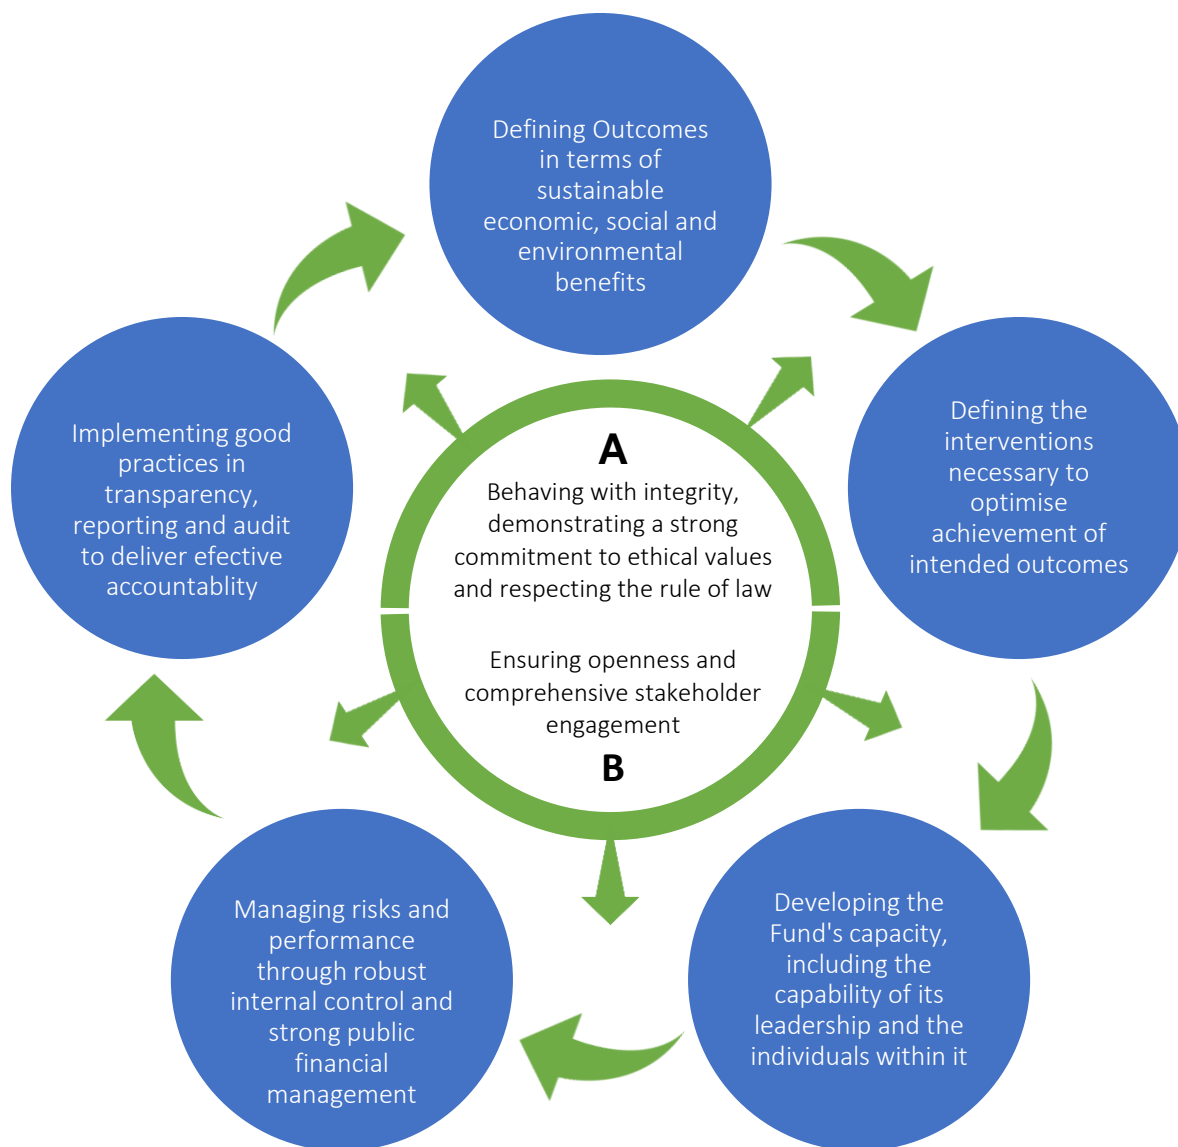 Defining Outcomes
in terms of
sustainable
economic, social and
environmental
benefits
Defining the
interventions
necessary to
optimise
achievement of
intended outcomes
Developing the
Fund's capacity,
including the
capability of its
leadership and the
individuals within it
Managing risks and
performance
through robust
internal control and
strong public
financial
management
Implementing good
practices in
transparency,
reporting and audit
to deliver efective
accountablity
A
Behaving with integrity,
demonstrating a strong
commitment to ethical values
and respecting the rule of law
Ensuring openness and
comprehensive stakeholder
engagement
B